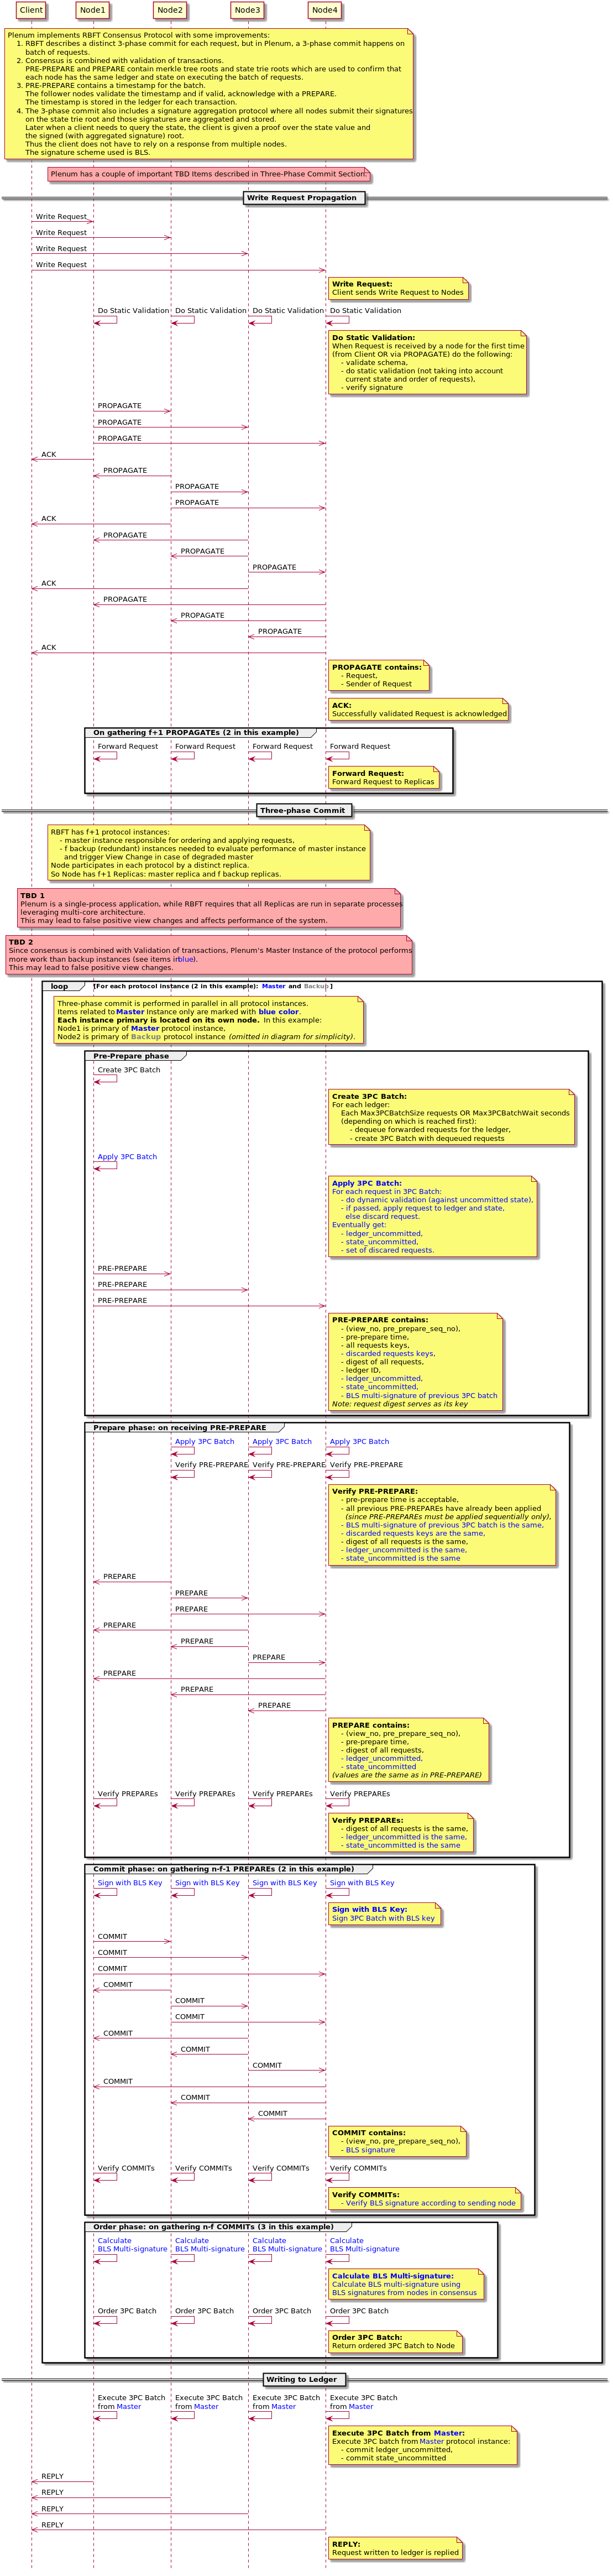 Client Node1 Node2 Node3 Node4
Plenum implements RBFT Consensus Protocol with some improvements:
1. RBFT describes a distinct 3-phase commit for each request, but in Plenum, a 3-phase commit happens on
batch of requests.
2. Consensus is combined with validation of transactions.
PRE-PREPARE and PREPARE contain merkle tree roots and state trie roots which are used to confirm that
each node has the same ledger and state on executing the batch of requests.
3. PRE-PREPARE contains a timestamp for the batch.
The follower nodes validate the timestamp and if valid, acknowledge with a PREPARE.
The timestamp is stored in the ledger for each transaction.
4. The 3-phase commit also includes a signature aggregation protocol where all nodes submit their signatures
on the state trie root and those signatures are aggregated and stored.
Later when a client needs to query the state, the client is given a proof over the state value and
the signed (with aggregated signature) root.
Thus the client does not have to rely on a response from multiple nodes.
The signature scheme used is BLS.
Plenum has a couple of important TBD Items described in Three-Phase Commit Section.
Write Request Propagation
Write Request
Write Request
Write Request
Write Request
Write Request:
Client sends Write Request to Nodes
Do Static Validation Do Static Validation Do Static Validation Do Static Validation
Do Static Validation:
When Request is received by a node for the first time
(from Client OR via PROPAGATE) do the following:
- validate schema,
- do static validation (not taking into account
current state and order of requests),
- verify signature
PROPAGATE
PROPAGATE
PROPAGATE
ACK
PROPAGATE
PROPAGATE
PROPAGATE
ACK
PROPAGATE
PROPAGATE
PROPAGATE
ACK
PROPAGATE
PROPAGATE
PROPAGATE
ACK
PROPAGATE contains:
- Request,
- Sender of Request
ACK:
Successfully validated Request is acknowledged
On gathering f+1 PROPAGATEs (2 in this example)
Forward Request Forward Request Forward Request Forward Request
Forward Request:
Forward Request to Replicas
Three-phase Commit
RBFT has f+1 protocol instances:
- master instance responsible for ordering and applying requests,
- f backup (redundant) instances needed to evaluate performance of master instance
and trigger View Change in case of degraded master
Node participates in each protocol by a distinct replica.
So Node has f+1 Replicas: master replica and f backup replicas.
TBD 1
Plenum is a single-process application, while RBFT requires that all Replicas are run in separate processes
leveraging multi-core architecture.
This may lead to false positive view changes and affects performance of the system.
TBD 2
Since consensus is combined with Validation of transactions, Plenum's Master Instance of the protocol performs
more work than backup instances (see items in blue).
This may lead to false positive view changes.
loop [For each protocol instance (2 in this example): Master and Backup]
Three-phase commit is performed in parallel in all protocol instances.
Items related to Master Instance only are marked with blue color.
Each instance primary is located on its own node. In this example:
Node1 is primary of Master protocol instance,
Node2 is primary of Backup protocol instance (omitted in diagram for simplicity).
Pre-Prepare phase
Create 3PC Batch
Create 3PC Batch:
For each ledger:
Each Max3PCBatchSize requests OR Max3PCBatchWait seconds
(depending on which is reached first):
- dequeue forwarded requests for the ledger,
- create 3PC Batch with dequeued requests
Apply 3PC Batch
Apply 3PC Batch:
For each request in 3PC Batch:
- do dynamic validation (against uncommitted state),
- if passed, apply request to ledger and state,
else discard request.
Eventually get:
- ledger_uncommitted,
- state_uncommitted,
- set of discared requests.
PRE-PREPARE
PRE-PREPARE
PRE-PREPARE
PRE-PREPARE contains:
- (view_no, pre_prepare_seq_no),
- pre-prepare time,
- all requests keys,
- discarded requests keys,
- digest of all requests,
- ledger ID,
- ledger_uncommitted,
- state_uncommitted,
- BLS multi-signature of previous 3PC batch
Note: request digest serves as its key
Prepare phase: on receiving PRE-PREPARE
Apply 3PC Batch Apply 3PC Batch Apply 3PC Batch
Verify PRE-PREPARE Verify PRE-PREPARE Verify PRE-PREPARE
Verify PRE-PREPARE:
- pre-prepare time is acceptable,
- all previous PRE-PREPAREs have already been applied
(since PRE-PREPAREs must be applied sequentially only),
- BLS multi-signature of previous 3PC batch is the same,
- discarded requests keys are the same,
- digest of all requests is the same,
- ledger_uncommitted is the same,
- state_uncommitted is the same
PREPARE
PREPARE
PREPARE
PREPARE
PREPARE
PREPARE
PREPARE
PREPARE
PREPARE
PREPARE contains:
- (view_no, pre_prepare_seq_no),
- pre-prepare time,
- digest of all requests,
- ledger_uncommitted,
- state_uncommitted
(values are the same as in PRE-PREPARE)
Verify PREPAREs Verify PREPAREs Verify PREPAREs Verify PREPAREs
Verify PREPAREs:
- digest of all requests is the same,
- ledger_uncommitted is the same,
- state_uncommitted is the same
Commit phase: on gathering n-f-1 PREPAREs (2 in this example)
Sign with BLS Key Sign with BLS Key Sign with BLS Key Sign with BLS Key
Sign with BLS Key:
Sign 3PC Batch with BLS key
COMMIT
COMMIT
COMMIT
COMMIT
COMMIT
COMMIT
COMMIT
COMMIT
COMMIT
COMMIT
COMMIT
COMMIT
COMMIT contains:
- (view_no, pre_prepare_seq_no),
- BLS signature
Verify COMMITs Verify COMMITs Verify COMMITs Verify COMMITs
Verify COMMITs:
- Verify BLS signature according to sending node
Order phase: on gathering n-f COMMITs (3 in this example)
Calculate Calculate Calculate Calculate
BLS Multi-signature BLS Multi-signature BLS Multi-signature BLS Multi-signature
Calculate BLS Multi-signature:
Calculate BLS multi-signature using
BLS signatures from nodes in consensus
Order 3PC Batch Order 3PC Batch Order 3PC Batch Order 3PC Batch
Order 3PC Batch:
Return ordered 3PC Batch to Node
Writing to Ledger
Execute 3PC Batch Execute 3PC Batch Execute 3PC Batch Execute 3PC Batch
from Master from Master from Master from Master
Execute 3PC Batch from Master:
Execute 3PC batch from Master protocol instance:
- commit ledger_uncommitted,
- commit state_uncommitted
REPLY
REPLY
REPLY
REPLY
REPLY:
Request written to ledger is replied